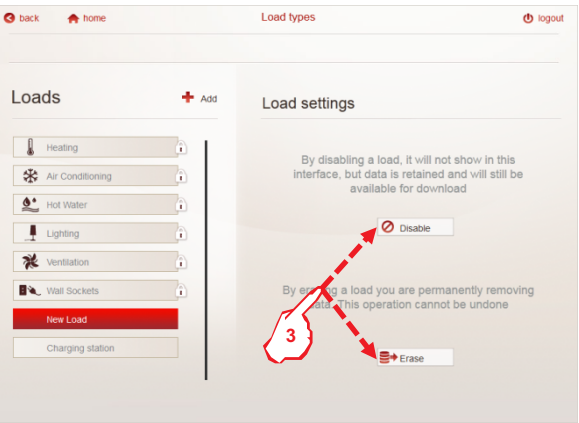 back
home
Load types
logout
Loads
Add
Load settings
Heating
Air Conditioning
Hot Water
Lighting
Ventilation
Wall Sockets
New Load
Charging station
By disabling a load, it will not show in this
interface, but data is retained and will still be
available for download
Disable
By erasing a load you are permanently removing
data. This operation cannot be undone
3
Erase